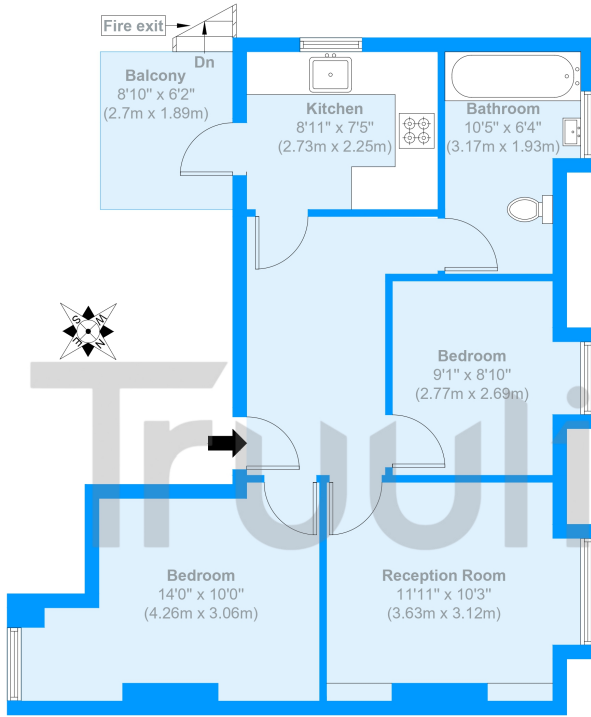 Fire exit
Dn
Balcony
8'10" x 6'2"
(2.7m x 1.89m)
Kitchen
8'11" x 7'5"
(2.73m x 2.25m)
Bathroom
10'5" x 6'4"
(3.17m x 1.93m)
S
W
E
N
Bedroom
9'1" x 8'10"
(2.77m x 2.69m)
Truuli
Bedroom
14'0" x 10'0"
(4.26m x 3.06m)
Reception Room
11'11" x 10'3"
(3.63m x 3.12m)